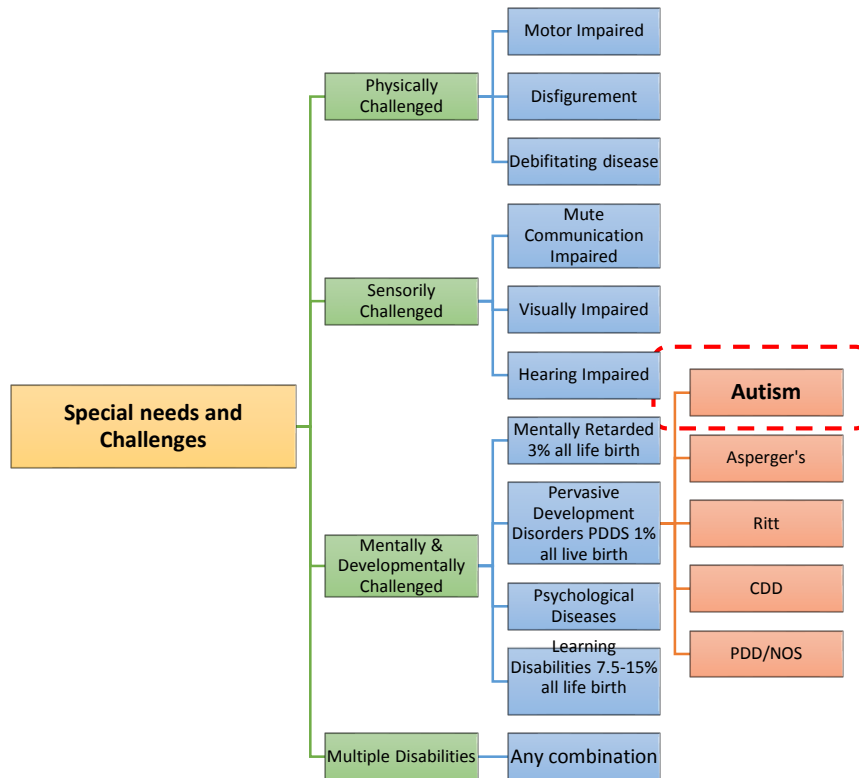 Special needs and
Challenges
Physically
Challenged
Motor Impaired
Disfigurement
Debifitating disease
Sensorily
Challenged
Mute
Communication
Impaired
Visually Impaired
Hearing Impaired
Mentally &
Developmentally
Challenged
Mentally Retarded
3% all life birth
Pervasive
Development
Disorders PDDS 1%
all live birth
Autism
Asperger's
Ritt
CDD
PDD/NOS
Psychological
Diseases
Learning
Disabilities 7.5-15%
all life birth
Multiple Disabilities
Any combination